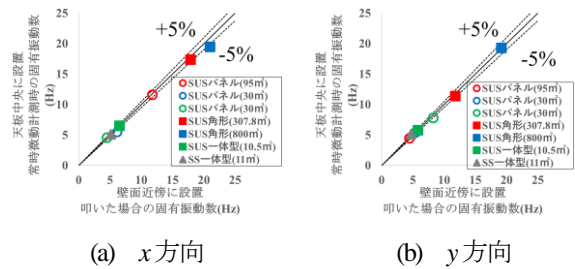 天板中央に設置
常時微動計測時の固有振動数
(Hz)
25
20
15
10
5
0
+5%
-5%
SUSパネル(95㎥)
SUSパネル(30㎥)
SUSパネル(30㎥)
SUS角形(307.8㎥)
SUS角形(800㎥)
SUS一体型(10.5㎥)
SS一体型(11㎥)
0 5 10 15 20 25
壁面近傍に設置
叩いた場合の固有振動数(Hz)
(a) x方向
天板中央に設置
常時微動計測時の固有振動数
(Hz)
25
20
15
10
5
0
+5%
-5%
SUSパネル(95㎥)
SUSパネル(30㎥)
SUSパネル(30㎥)
SUS角形(307.8㎥)
SUS角形(800㎥)
SUS一体型(10.5㎥)
SS一体型(11㎥)
0 5 10 15 20 25
壁面近傍に設置
叩いた場合の固有振動数(Hz)
(b) y方向